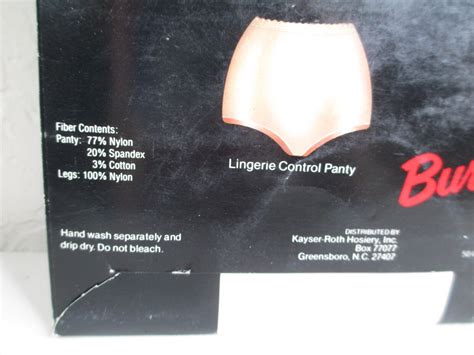 Fiber Contents:
Panty: 77% Nylon
20% Spandex
3% Cotton
Legs: 100% Nylon
Lingerie Control Panty
Hand wash separately and
drip dry. Do not bleach.
DISTRIBUTED BY
Kayser-Roth Hosiery, Inc.
Box 77077
Greensboro, N.C. 27407